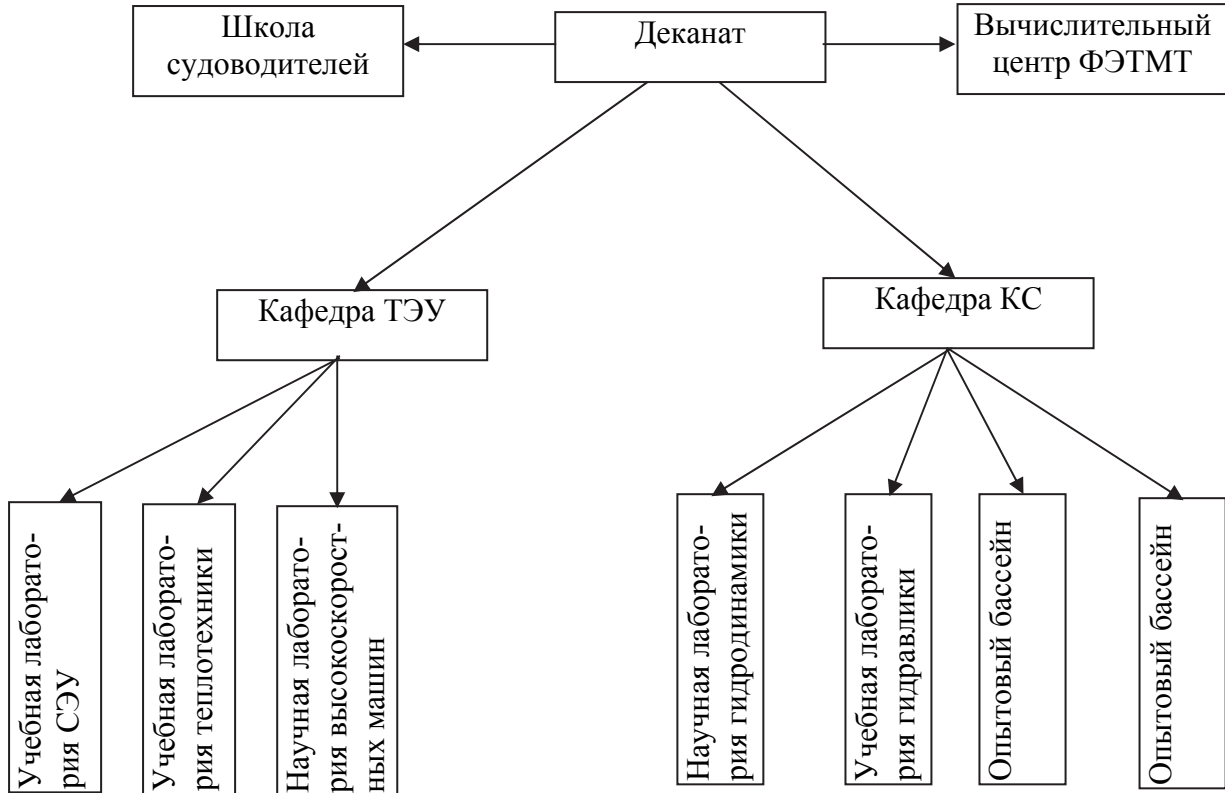 Школа
судоводителей
Деканат
Вычислительный
центр ФЭТМТ
Кафедра ТЭУ
Кафедра КС
Учебная лаборато-
рия СЭУ
Учебная лаборато-
рия теплотехники
Научная лаборато-
рия высокоскорост-
ных машин
Научная лаборато-
рия гидродинамики
Учебная лаборато-
рия гидравлики
Опытовый бассейн
Опытовый бассейн